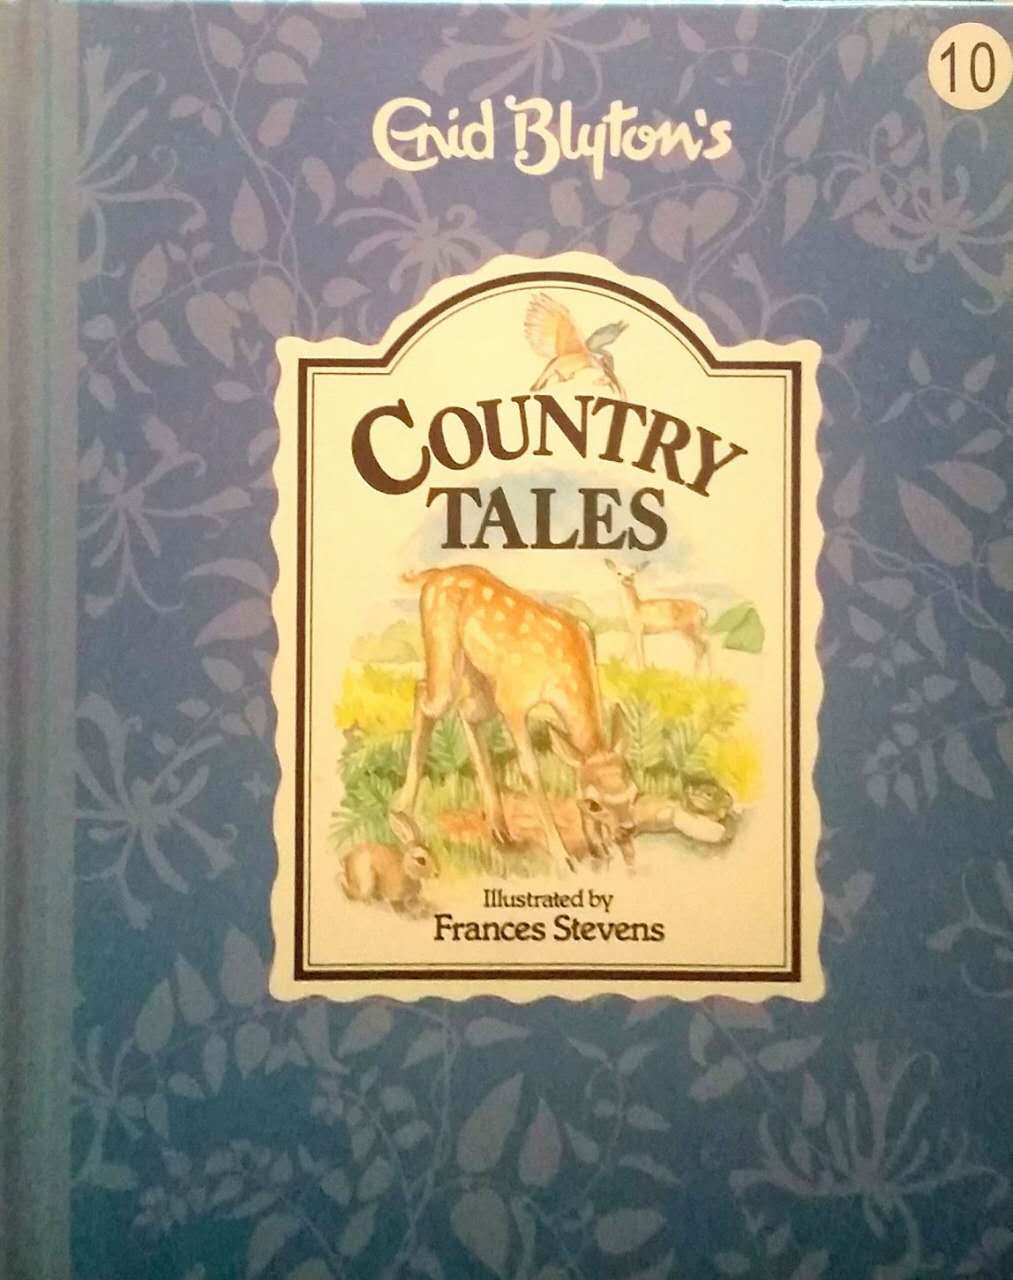 10
Enid Blyton's
COUNTRY
TALES
Illustrated by
Frances Stevens